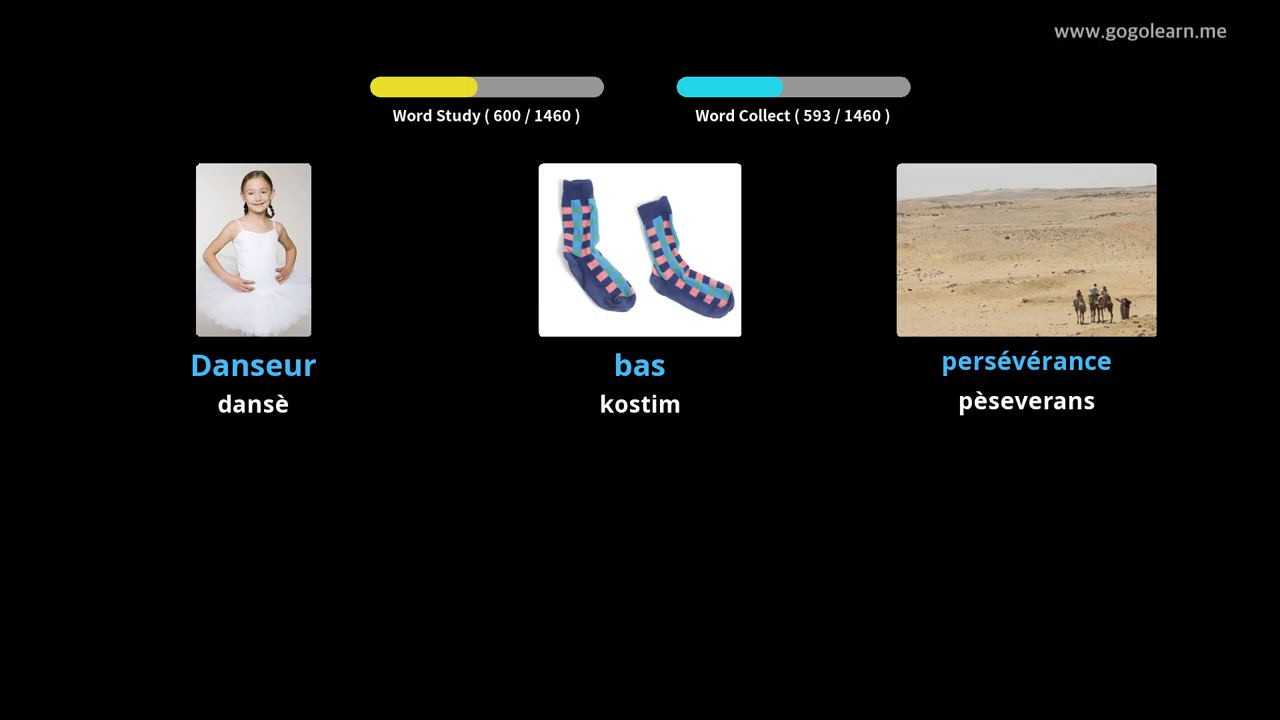 www.gogolearn.me
Word Study ( 600 / 1460 )
Word Collect ( 593 / 1460 )
Danseur
dansè
bas
kostim
persévérance
pèseverans